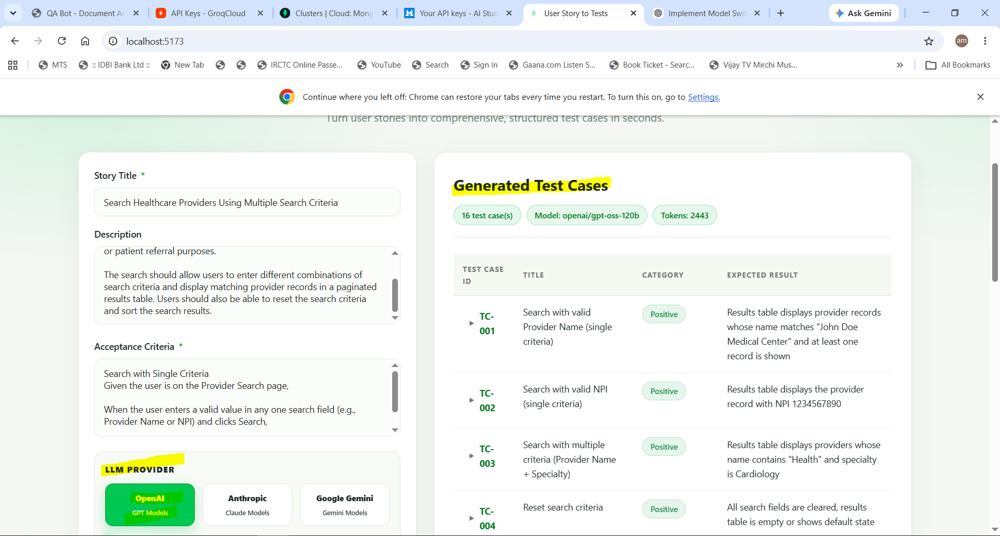 QA Bot - Document Ar
API Keys - GroqCloud
Clusters | Cloud: Mong
Your API keys - AI Stud
User Story to Tests
Implement Model Swi
Ask Gemini
localhost:5173
am
MTS
:: IDBI Bank Ltd ::
New Tab
IRCTC Online Passe...
YouTube
Search
Sign In
Gaana.com Listen S...
Book Ticket - Searc...
Vijay TV Mirchi Mus...
All Bookmarks
Continue where you left off: Chrome can restore your tabs every time you restart. To turn this on, go to Settings.
Turn user stories into comprehensive, structured test cases in seconds.
Story Title *
Search Healthcare Providers Using Multiple Search Criteria
Description
or patient referral purposes.
The search should allow users to enter different combinations of
search criteria and display matching provider records in a paginated
results table. Users should also be able to reset the search criteria
and sort the search results.
Acceptance Criteria *
Search with Single Criteria
Given the user is on the Provider Search page,
When the user enters a valid value in any one search field (e.g.,
Provider Name or NPI) and clicks Search,
LLM PROVIDER
OpenAI
GPT Models
Anthropic
Claude Models
Google Gemini
Gemini Models
Generated Test Cases
16 test case(s)
Model: openai/gpt-oss-120b
Tokens: 2443
TEST CASE
ID
TITLE
CATEGORY
EXPECTED RESULT
TC-
001
Search with valid
Provider Name (single
criteria)
Positive
Results table displays provider records
whose name matches "John Doe
Medical Center" and at least one
record is shown
TC-
002
Search with valid NPI
(single criteria)
Positive
Results table displays the provider
record with NPI 1234567890
TC-
003
Search with multiple
criteria (Provider Name
+ Specialty)
Positive
Results table displays providers whose
name contains "Health" and specialty
is Cardiology
TC-
004
Reset search criteria
Positive
All search fields are cleared, results
table is empty or shows default state